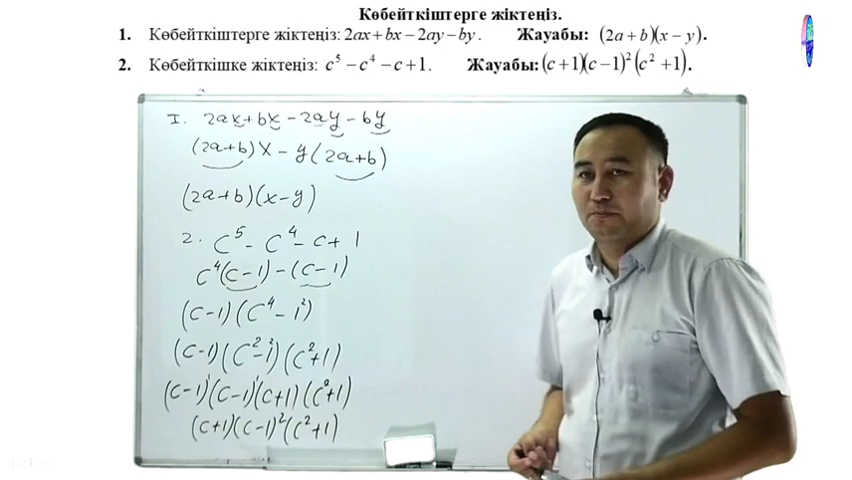 Көбейткіштерге жіктеңіз.
1. Көбейткіштерге жіктеңіз: 2ax+bx−2ay−by. Жауабы: (2a+b)(x−y).
2. Көбейткішке жіктеңіз: c⁵−c⁴−c+1. Жауабы: (c+1)(c−1)²(c²+1).
I. 2ax+bx−2ay−by
(2a+b)x−y(2a+b)
(2a+b)(x−y)
2. c⁵−c⁴−c+1
c⁴(c−1)−(c−1)
(c−1)(c⁴−1²)
(c−1)(c²−1²)(c²+1)
(c−1)¹(c−1)¹(c+1)(c²+1)
(c+1)(c−1)²(c²+1)